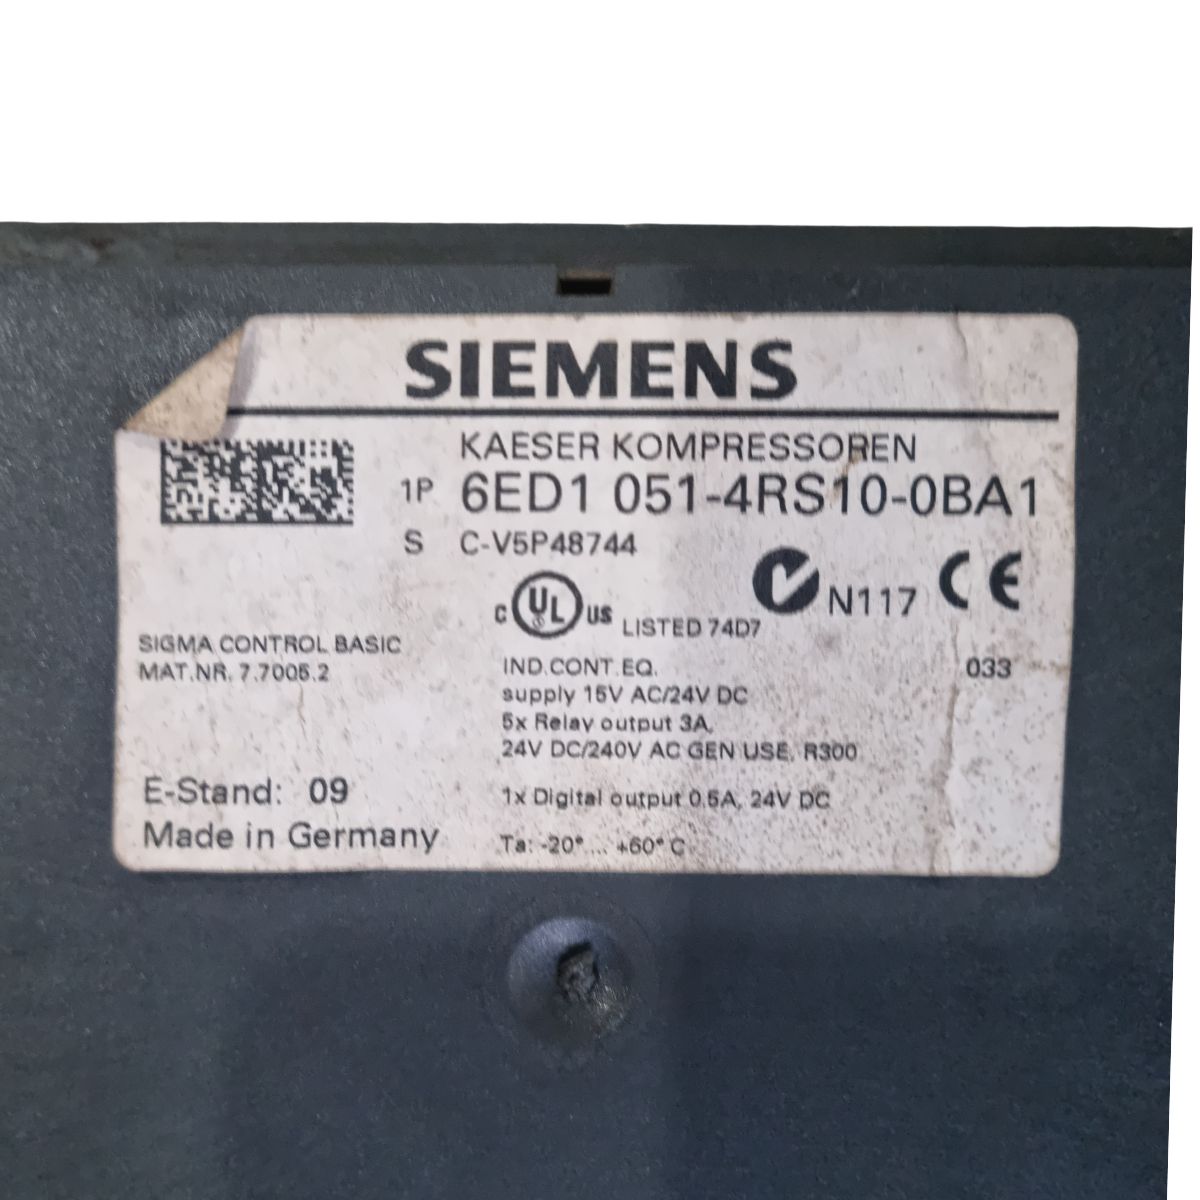 SIEMENS
KAESER KOMPRESSOREN
1P 6ED1 051-4RS10-0BA1
S C-V5P48744
N117 CE
C UL US LISTED 74D7
SIGMA CONTROL BASIC
MAT.NR. 7.7005.2
IND.CONT.EQ. 033
supply 15V AC/24V DC
5x Relay output 3A,
24V DC/240V AC GEN USE, R300
E-Stand: 09
1x Digital output 0.5A, 24V DC
Made in Germany
Ta: -20°... +60° C